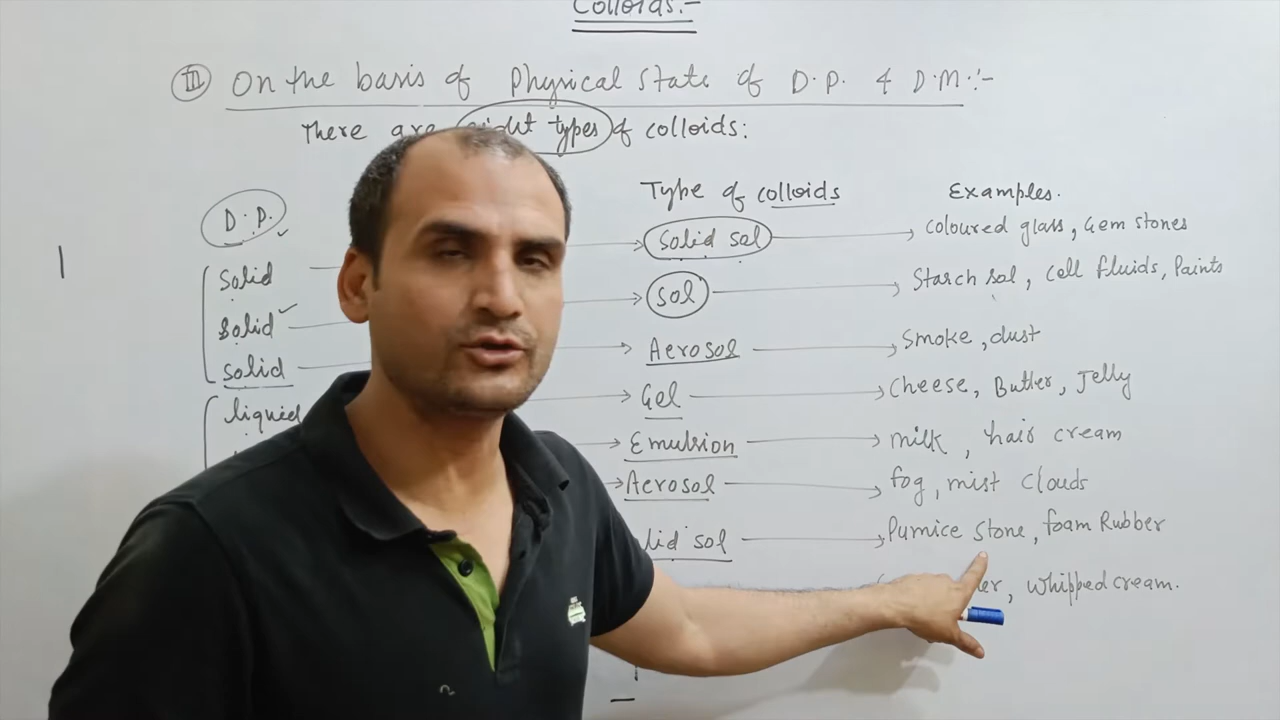 Colloids:-
III On the basis of Physical State of D.P. & D.M:-
There are eight types of colloids:
D.P. Type of colloids Examples.
Solid → Solid sol → Coloured glass, Gem stones
Solid → Sol → Starch sol, Cell fluids, Paints
Solid → Aerosol → Smoke, dust
liquid → Gel → Cheese, Butter, Jelly
Emulsion → milk, hair cream
Aerosol → fog, mist clouds
sol → Pumice Stone, foam Rubber
, Whipped cream.